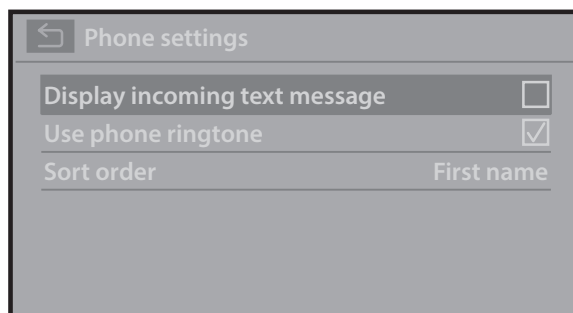 Phone settings
Display incoming text message
Use phone ringtone
Sort order First name